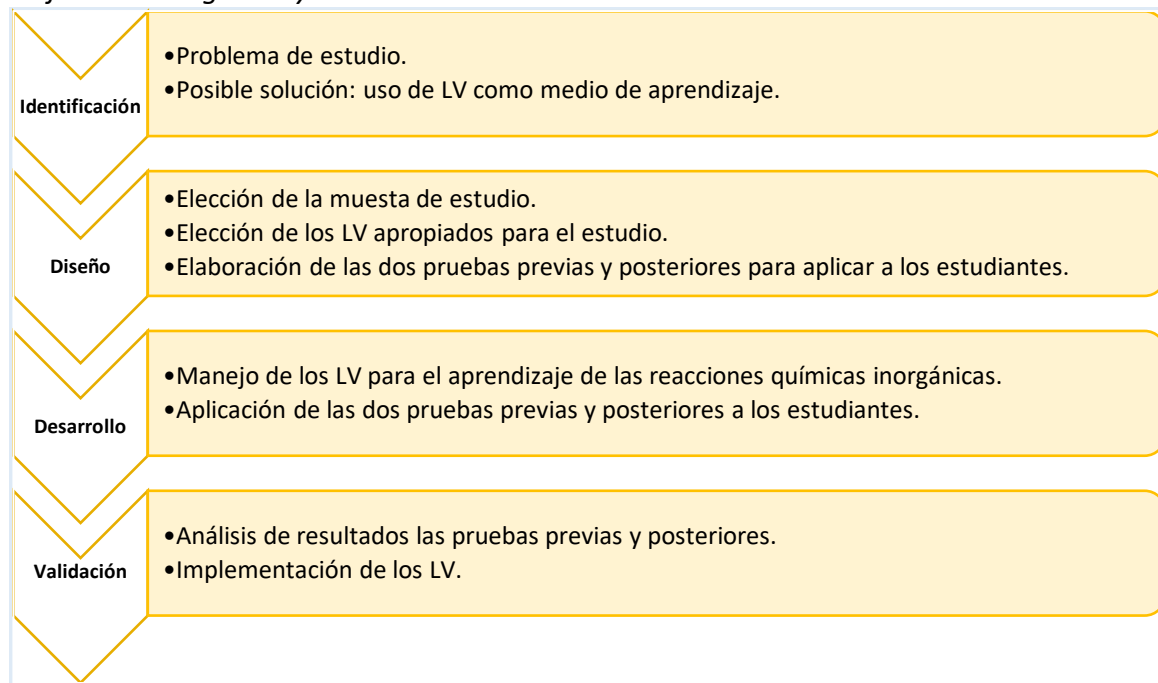 Identificación
•Problema de estudio.
•Posible solución: uso de LV como medio de aprendizaje.
Diseño
•Elección de la muesta de estudio.
•Elección de los LV apropiados para el estudio.
•Elaboración de las dos pruebas previas y posteriores para aplicar a los estudiantes.
Desarrollo
•Manejo de los LV para el aprendizaje de las reacciones químicas inorgánicas.
•Aplicación de las dos pruebas previas y posteriores a los estudiantes.
Validación
•Análisis de resultados las pruebas previas y posteriores.
•Implementación de los LV.